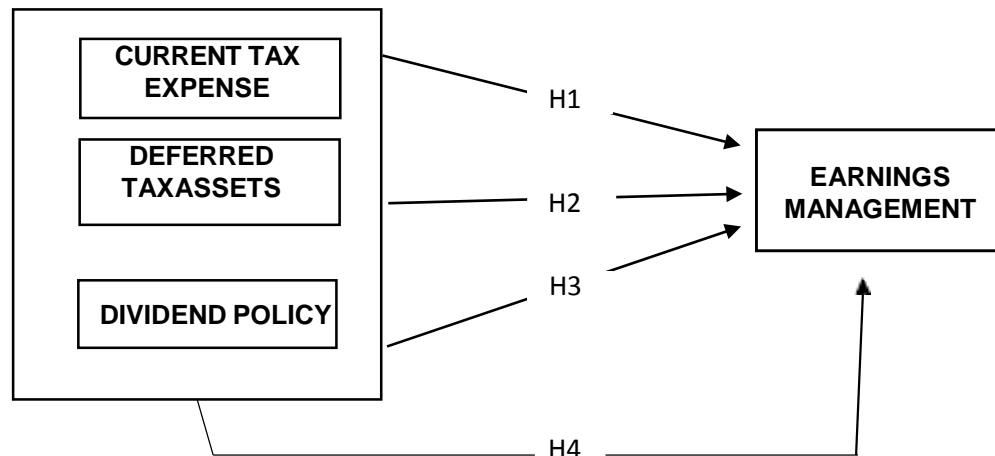 CURRENT TAX
EXPENSE
H1
DEFERRED
TAXASSETS
H2
EARNINGS
MANAGEMENT
H3
DIVIDEND POLICY
H4